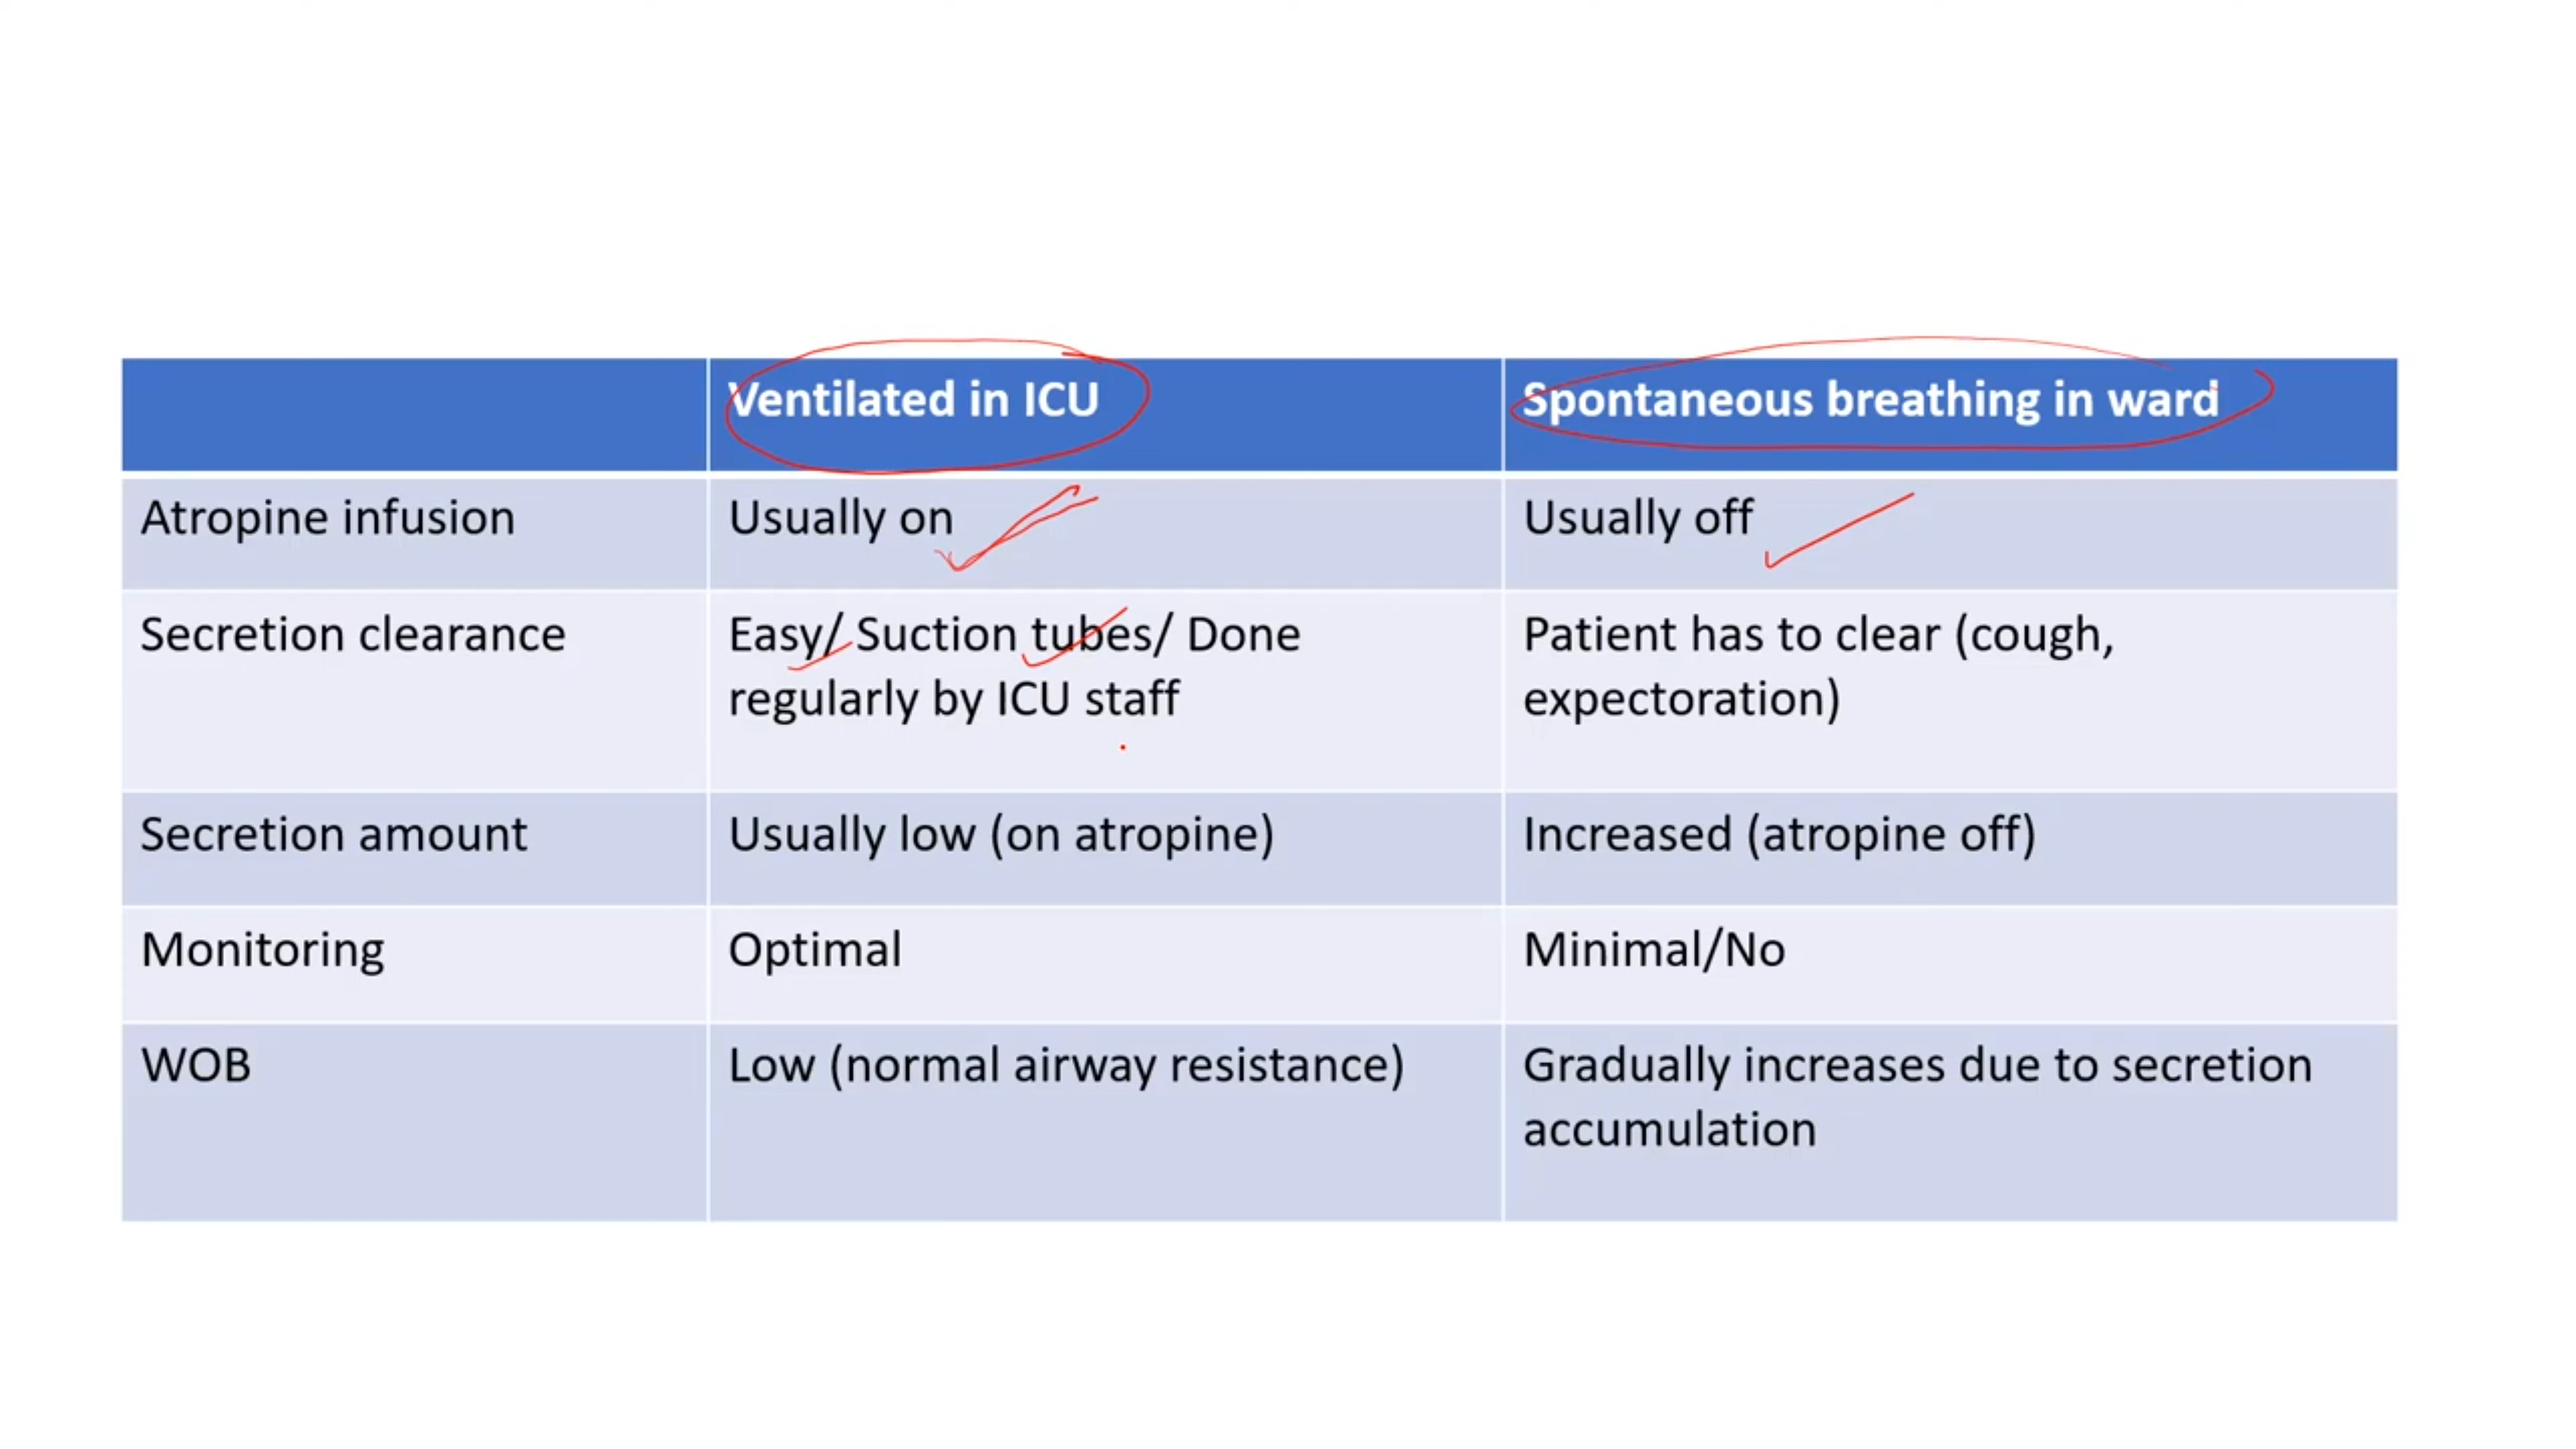 Ventilated in ICU
Spontaneous breathing in ward
Atropine infusion
Usually on
Usually off
Secretion clearance
Easy/ Suction tubes/ Done
regularly by ICU staff
Patient has to clear (cough,
expectoration)
Secretion amount
Usually low (on atropine)
Increased (atropine off)
Monitoring
Optimal
Minimal/No
WOB
Low (normal airway resistance)
Gradually increases due to secretion
accumulation